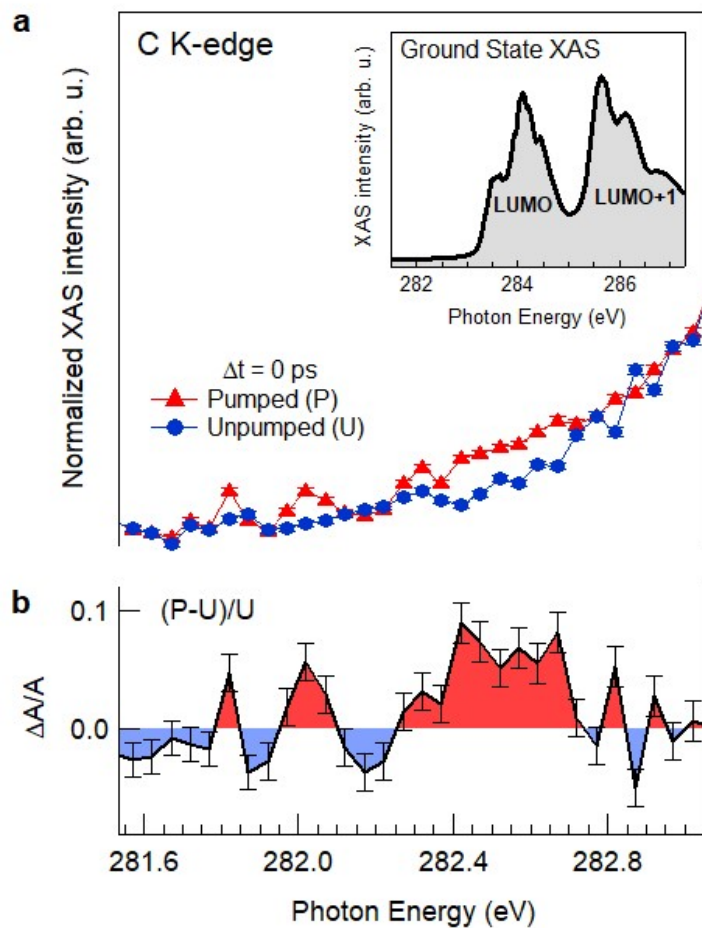 a
C K-edge
Normalized XAS intensity (arb. u.)
Ground State XAS
XAS intensity (arb. u.)
LUMO
LUMO+1
282
284
286
Photon Energy (eV)
Δt = 0 ps
Pumped (P)
Unpumped (U)
b
(P-U)/U
0.1
0.0
ΔA/A
281.6
282.0
282.4
282.8
Photon Energy (eV)